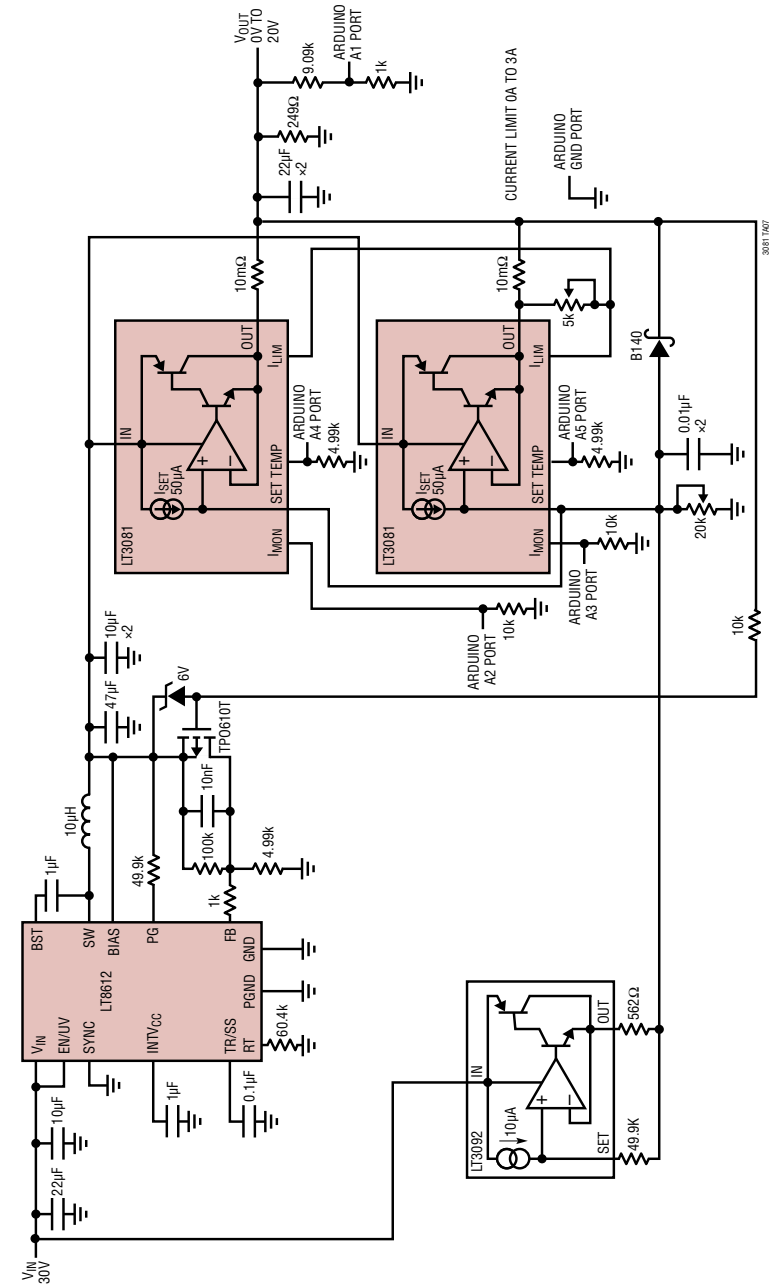 VIN
30V
22µF
10µF
VIN
EN/UV
SYNC
INTVCC
TR/SS
RT
PGND
GND
BST
SW
BIAS
PG
FB
LT8612
1µF
0.1µF
60.4k
1µF
10µH
49.9k
1k
100k
10nF
4.99k
TPO610T
6V
47µF
10µF
×2
LT3081
IN
ISET
50µA
+
–
OUT
IMON
SET TEMP
ILIM
ARDUINO
A4 PORT
4.99k
10mΩ
ARDUINO
A2 PORT
10k
LT3081
IN
ISET
50µA
+
–
OUT
IMON
SET TEMP
ILIM
ARDUINO
A5 PORT
4.99k
ARDUINO
A3 PORT
10k
10mΩ
5k
22µF
×2
249Ω
9.09k
ARDUINO
A1 PORT
1k
VOUT
0V TO
20V
CURRENT LIMIT 0A TO 3A
ARDUINO
GND PORT
B140
0.01µF
×2
20k
10k
LT3092
IN
10µA
+
–
SET
OUT
49.9K
562Ω
3081 TA07